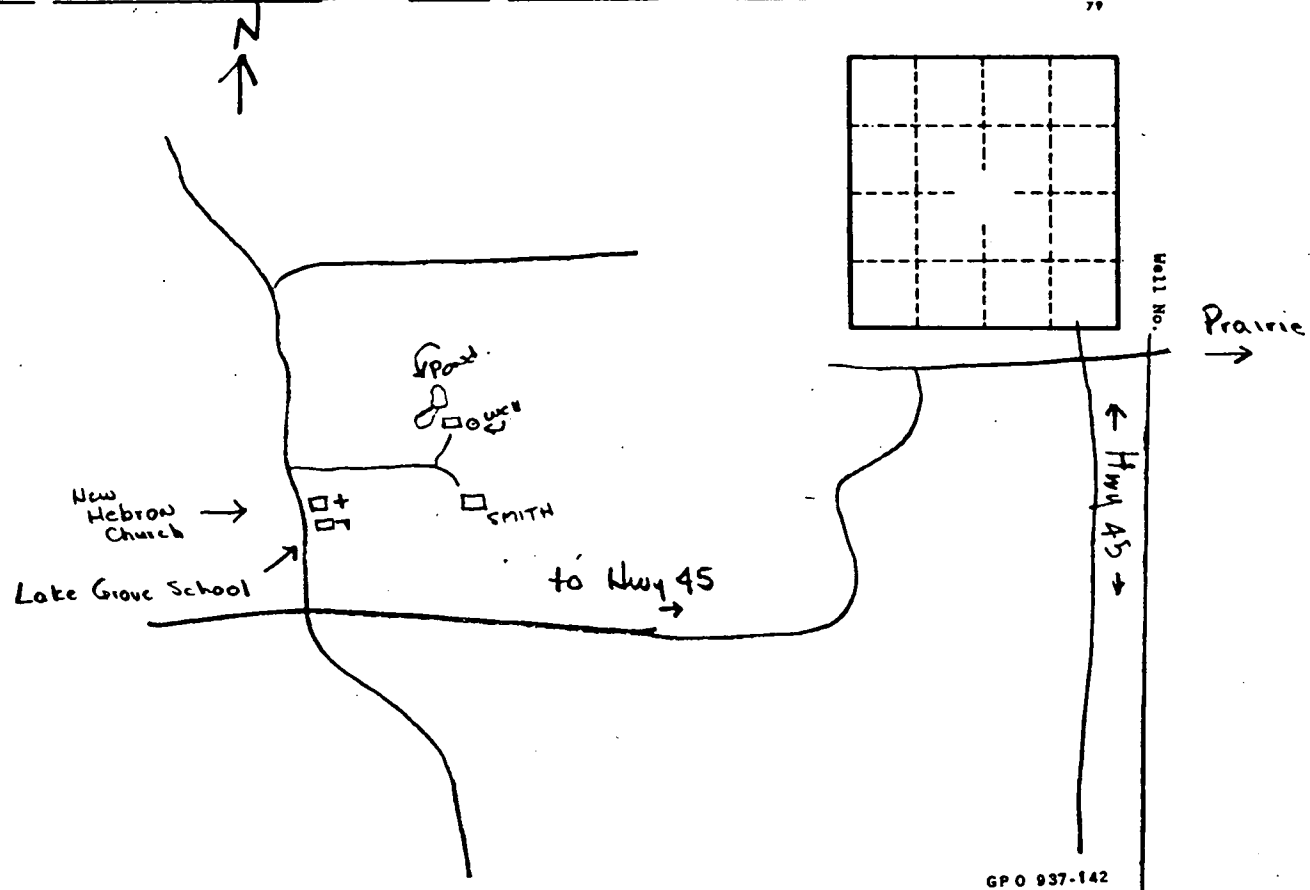 79
N
Well No.
Prairie
Pond
Well
← Hwy 45 →
New
Hebron
Church
SMITH
Lake Grove School
to Hwy 45
GPO 937-142